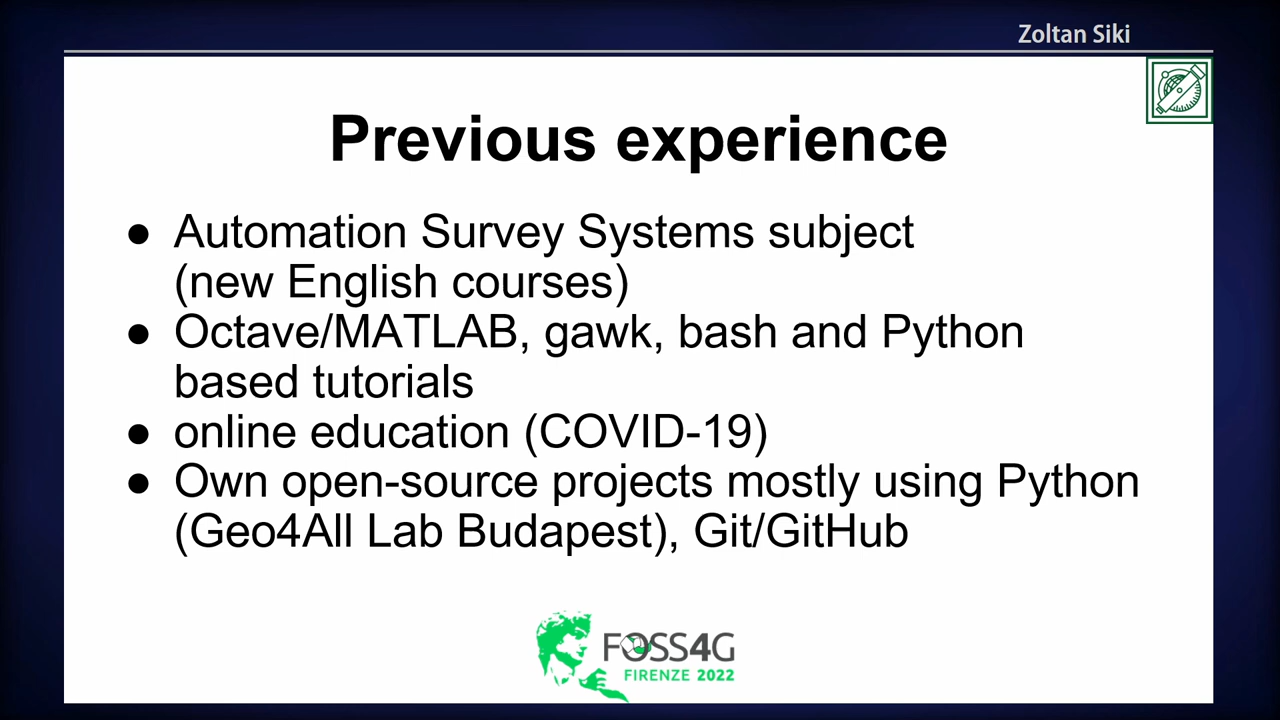 Zoltan Siki
Previous experience
● Automation Survey Systems subject
(new English courses)
● Octave/MATLAB, gawk, bash and Python
based tutorials
● online education (COVID-19)
● Own open-source projects mostly using Python
(Geo4All Lab Budapest), Git/GitHub
FOSS4G
FIRENZE 2022